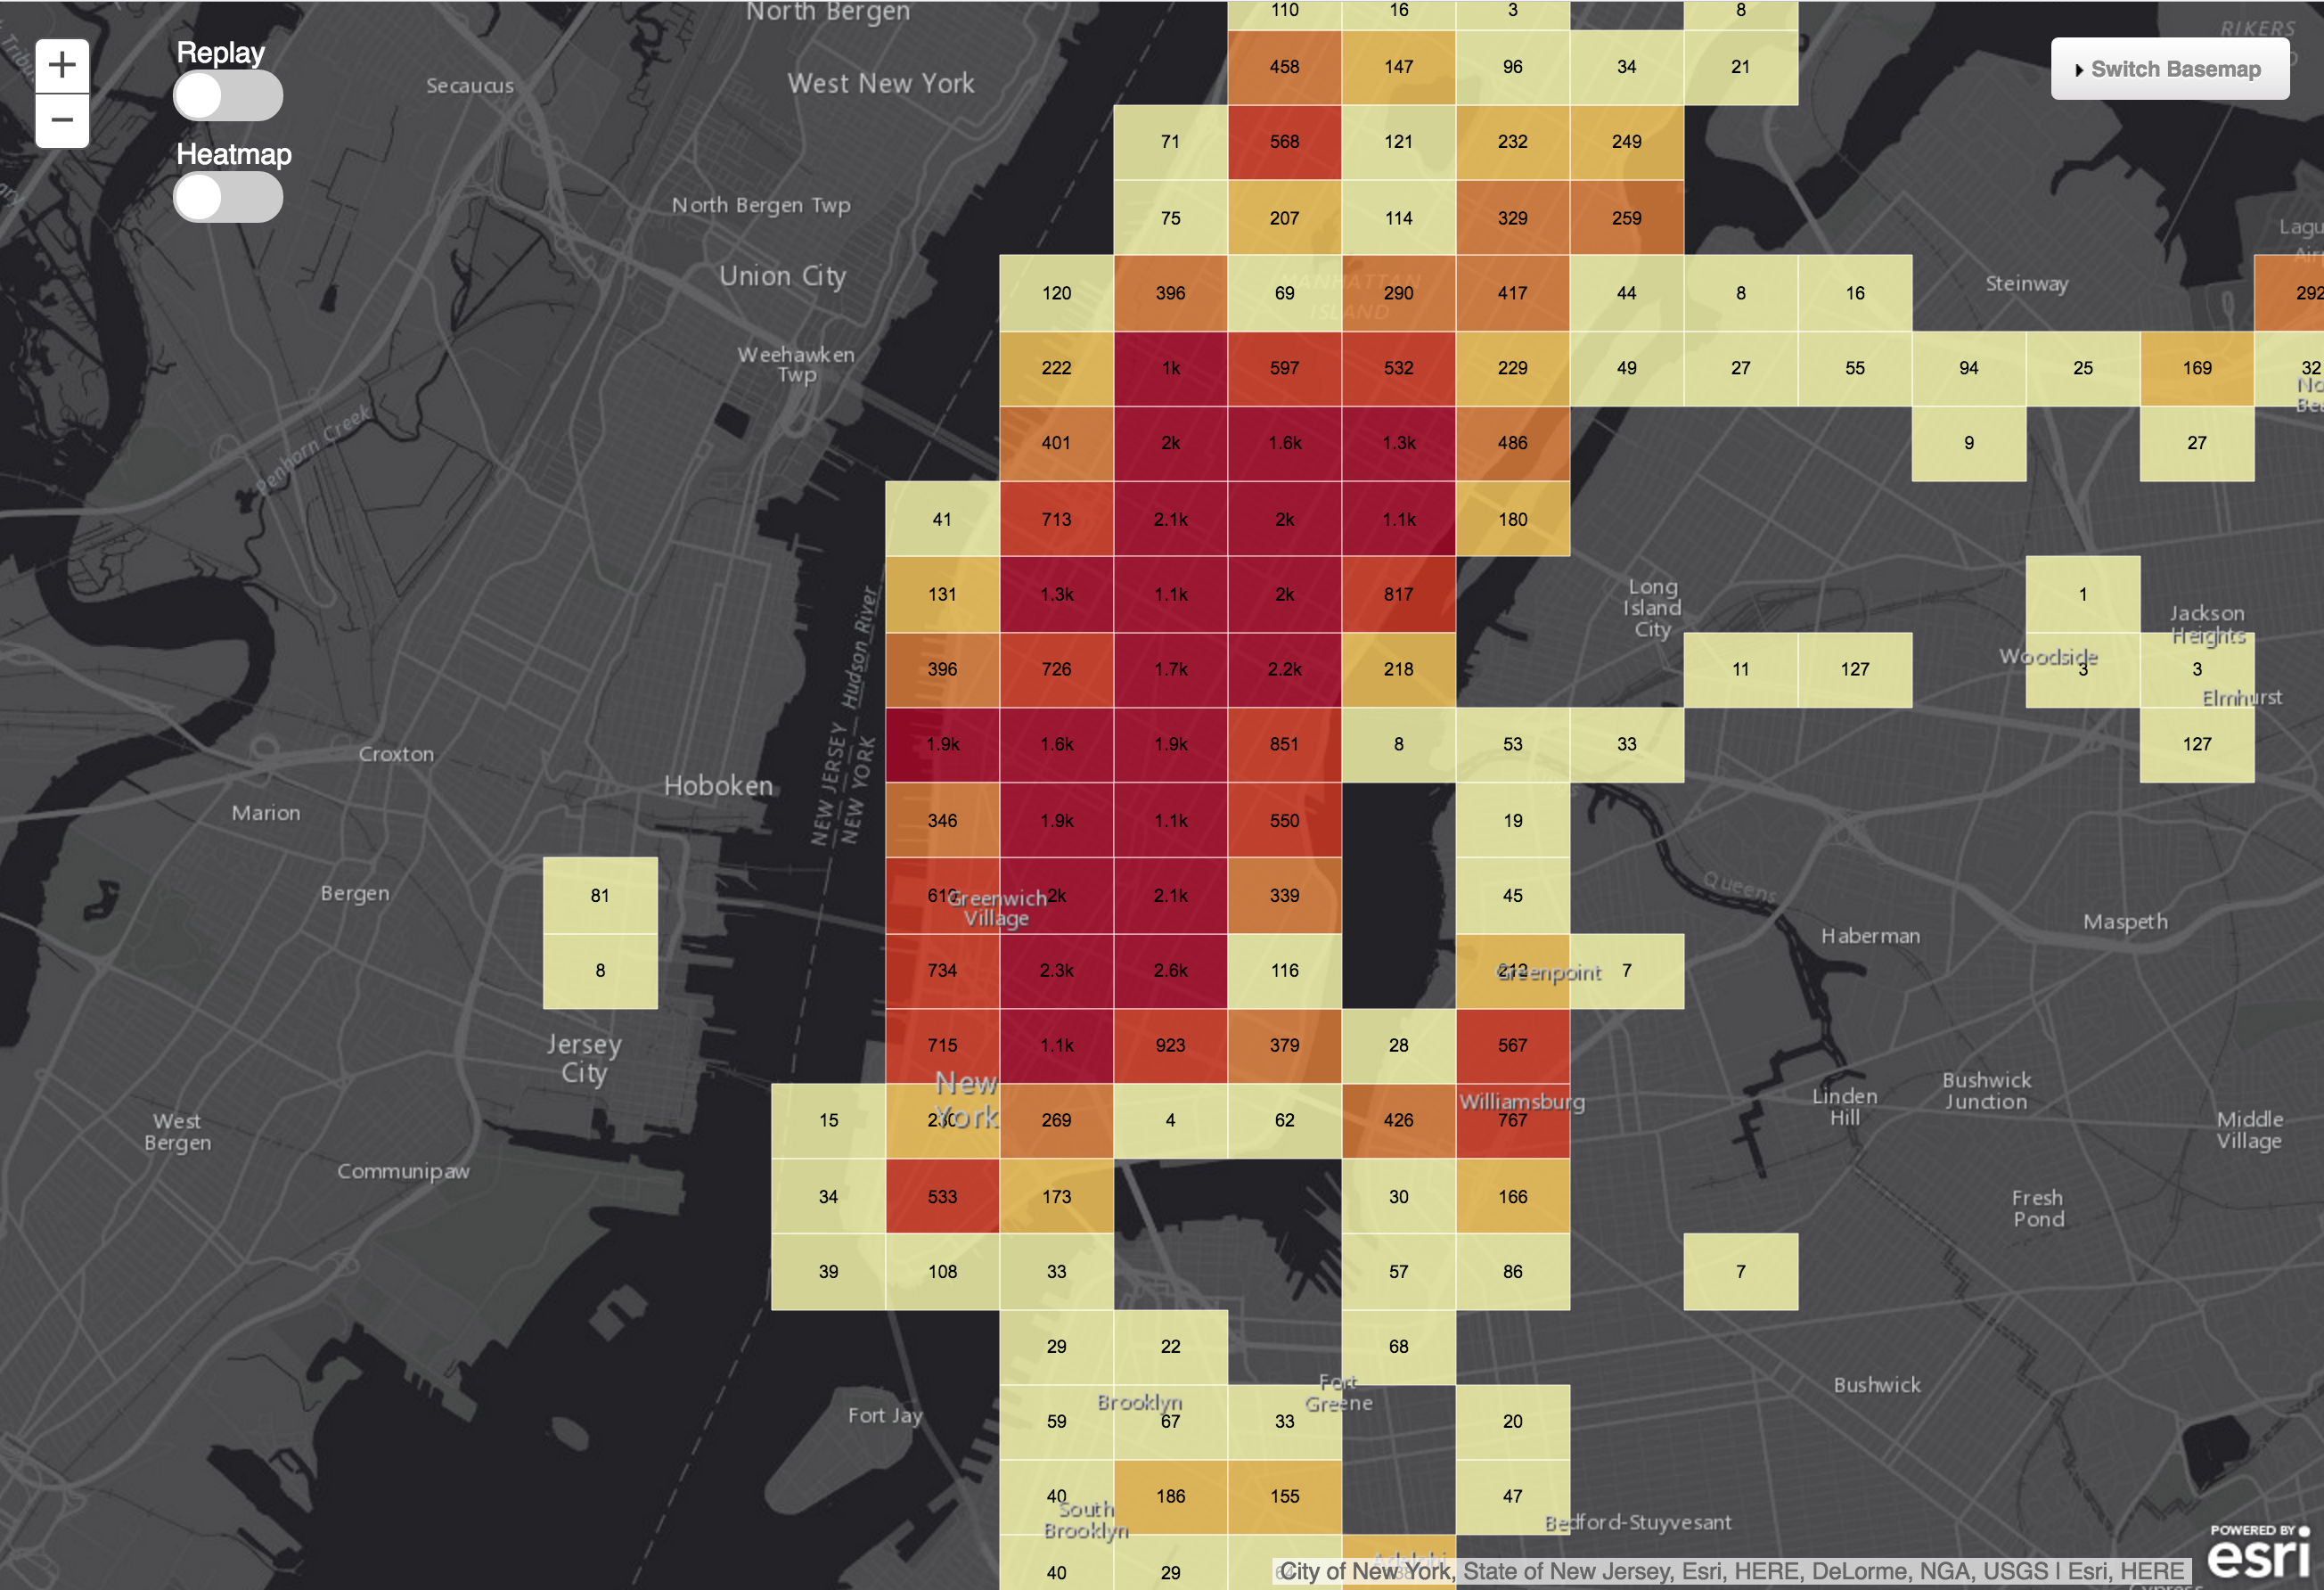 North Bergen
110 16 3 8
RIKERS
Replay
Switch Basemap
+
−
Secaucus
West New York
458 147 96 34 21
Heatmap
71 568 121 232 249
North Bergen Twp
75 207 114 329 259
Union City
MANHATTAN
ISLAND
Steinway
120 396 69 290 417 44 8 16 292
Weehawken
Twp
222 1k 597 532 229 49 27 55 94 25 169 32
Penhorn Creek
401 2k 1.6k 1.3k 486 9 27
41 713 2.1k 2k 1.1k 180
Hudson River
NEW JERSEY
NEW YORK
131 1.3k 1.1k 2k 817 1
Long
Island
City
Jackson
Heights
396 726 1.7k 2.2k 218 11 127 3 3
Woodside
Elmhurst
1.9k 1.6k 1.9k 851 8 53 33 127
Croxton
Hoboken
Marion
346 1.9k 1.1k 550 19
Bergen
81 2k 2.1k 339 45
Greenwich
Village
Queens
Maspeth
Haberman
8 734 2.3k 2.6k 116 212 7
Greenpoint
Jersey
City
715 1.1k 923 379 28 567
New
York
Williamsburg
Bushwick
Junction
Linden
Hill
Middle
Village
West
Bergen
15 269 4 62 426 767
Communipaw
34 533 173 30 166
Fresh
Pond
39 108 33 57 86 7
29 22 68
Fort
Greene
Brooklyn
Bushwick
Fort Jay
59 67 33 20
40 186 155 47
South
Brooklyn
Bedford-Stuyvesant
40 29
City of New York, State of New Jersey, Esri, HERE, DeLorme, NGA, USGS | Esri, HERE
POWERED BY
esri